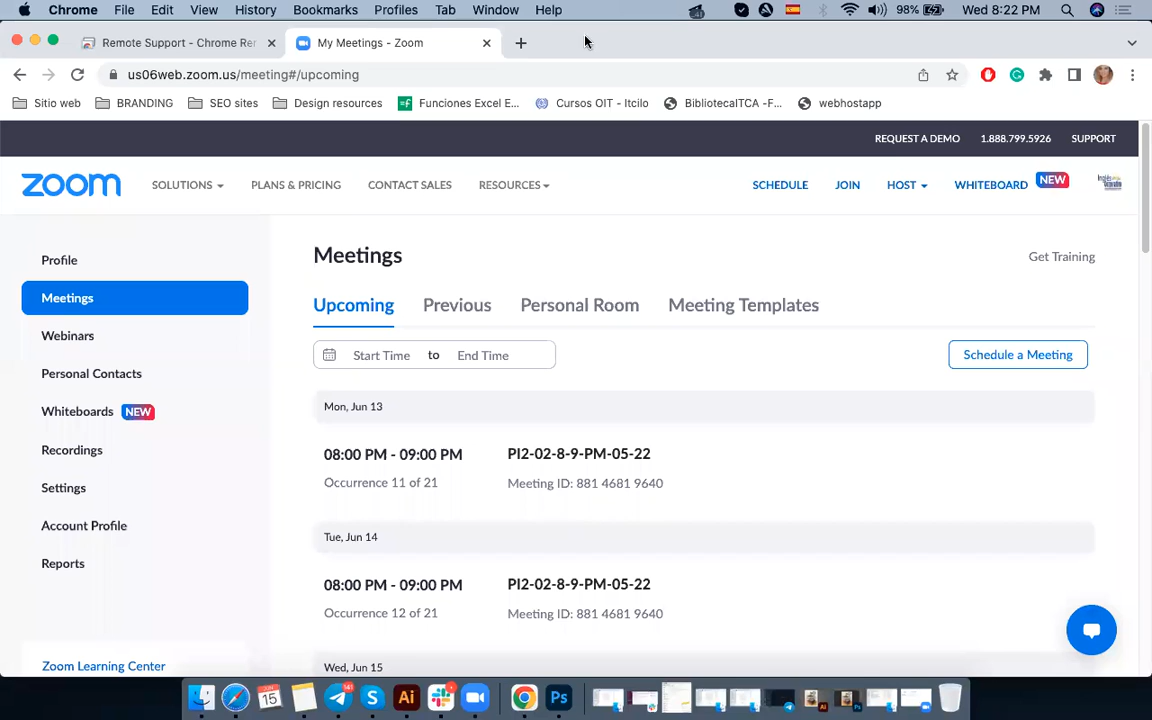 Chrome File Edit View History Bookmarks Profiles Tab Window Help 98% Wed 8:22 PM
Remote Support - Chrome Rer
My Meetings - Zoom
us06web.zoom.us/meeting#/upcoming
Sitio web BRANDING SEO sites Design resources Funciones Excel E... Cursos OIT - Itcilo BibliotecaITCA -F... webhostapp
REQUEST A DEMO 1.888.799.5926 SUPPORT
zoom SOLUTIONS PLANS & PRICING CONTACT SALES RESOURCES SCHEDULE JOIN HOST WHITEBOARD NEW
Profile
Meetings
Webinars
Personal Contacts
Whiteboards NEW
Recordings
Settings
Account Profile
Reports
Zoom Learning Center
Meetings
Get Training
Upcoming Previous Personal Room Meeting Templates
Start Time to End Time
Schedule a Meeting
Mon, Jun 13
08:00 PM - 09:00 PM PI2-02-8-9-PM-05-22
Occurrence 11 of 21 Meeting ID: 881 4681 9640
Tue, Jun 14
08:00 PM - 09:00 PM PI2-02-8-9-PM-05-22
Occurrence 12 of 21 Meeting ID: 881 4681 9640
Wed, Jun 15
15
Ai
Ps